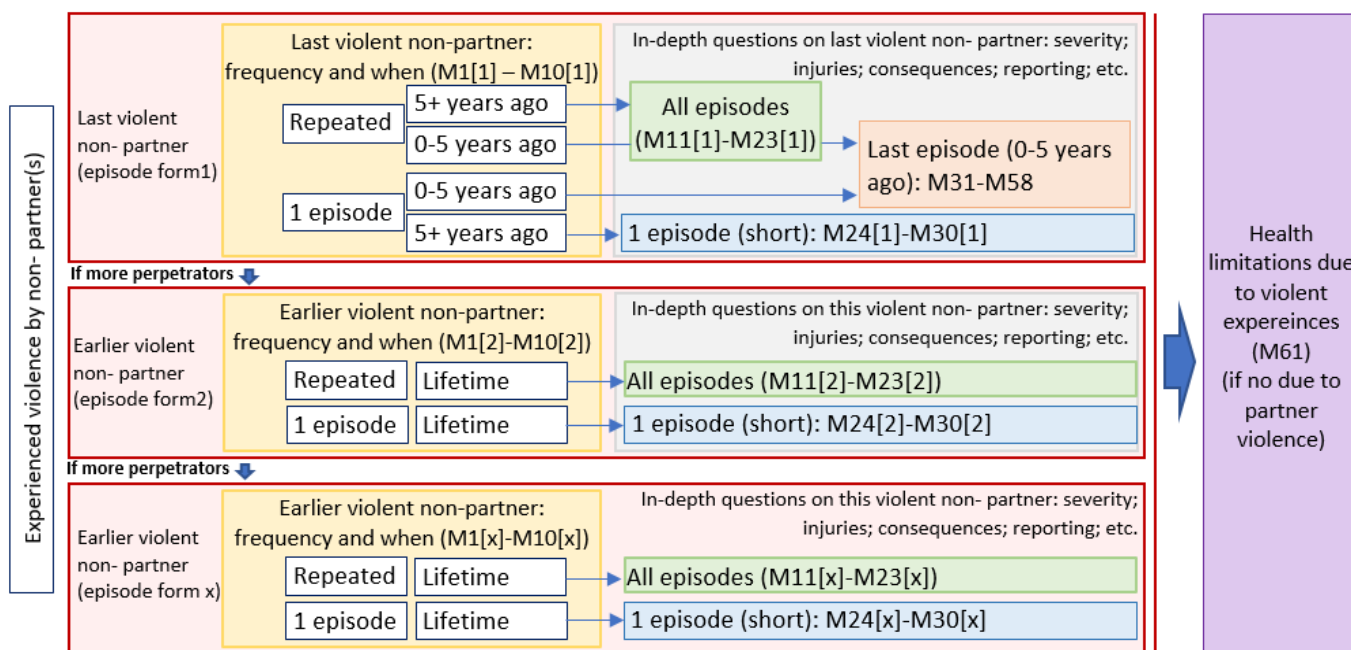 Experienced violence by non- partner(s)
Last violent
non- partner
(episode form1)
Last violent non-partner:
frequency and when (M1[1] – M10[1])
Repeated
5+ years ago
0-5 years ago
1 episode
0-5 years ago
5+ years ago
In-depth questions on last violent non- partner: severity;
injuries; consequences; reporting; etc.
All episodes
(M11[1]-M23[1])
Last episode (0-5 years
ago): M31-M58
1 episode (short): M24[1]-M30[1]
If more perpetrators
Earlier violent
non- partner
(episode form2)
Earlier violent non-partner:
frequency and when (M1[2]-M10[2])
Repeated
Lifetime
1 episode
Lifetime
In-depth questions on this violent non- partner: severity;
injuries; consequences; reporting; etc.
All episodes (M11[2]-M23[2])
1 episode (short): M24[2]-M30[2]
If more perpetrators
Earlier violent
non- partner
(episode form x)
Earlier violent non-partner:
frequency and when (M1[x]-M10[x])
Repeated
Lifetime
1 episode
Lifetime
In-depth questions on this violent non- partner: severity;
injuries; consequences; reporting; etc.
All episodes (M11[x]-M23[x])
1 episode (short): M24[x]-M30[x]
Health
limitations due
to violent
expereinces
(M61)
(if no due to
partner
violence)